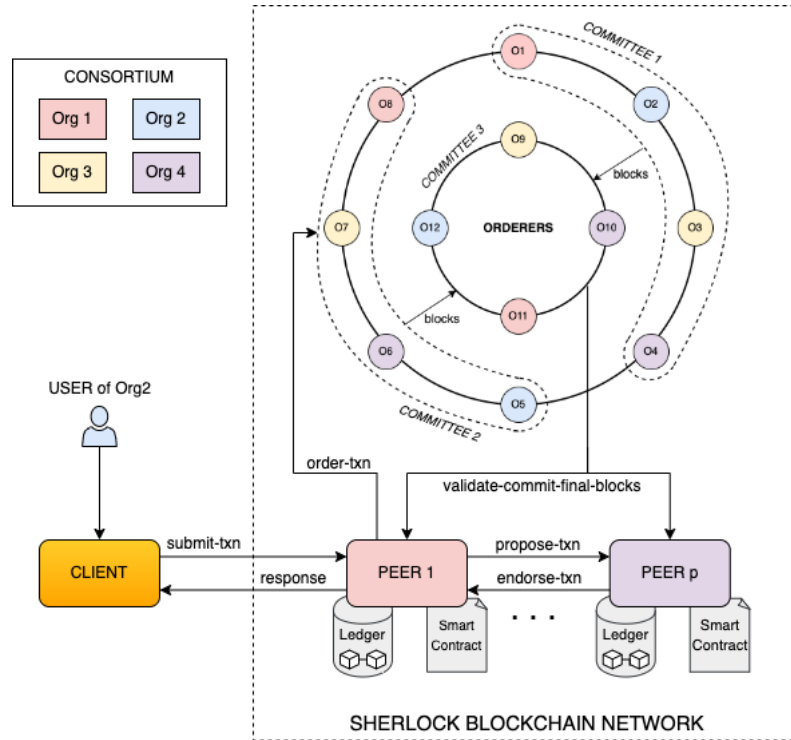 CONSORTIUM
Org 1
Org 2
Org 3
Org 4
COMMITTEE 1
O1
O2
O8
COMMITTEE 3
O9
blocks
O7
O12
ORDERERS
O10
O3
O11
blocks
O6
O4
O5
COMMITTEE 2
USER of Org2
order-txn
validate-commit-final-blocks
CLIENT
submit-txn
response
PEER 1
propose-txn
endorse-txn
PEER p
Ledger
Smart
Contract
. . .
Ledger
Smart
Contract
SHERLOCK BLOCKCHAIN NETWORK